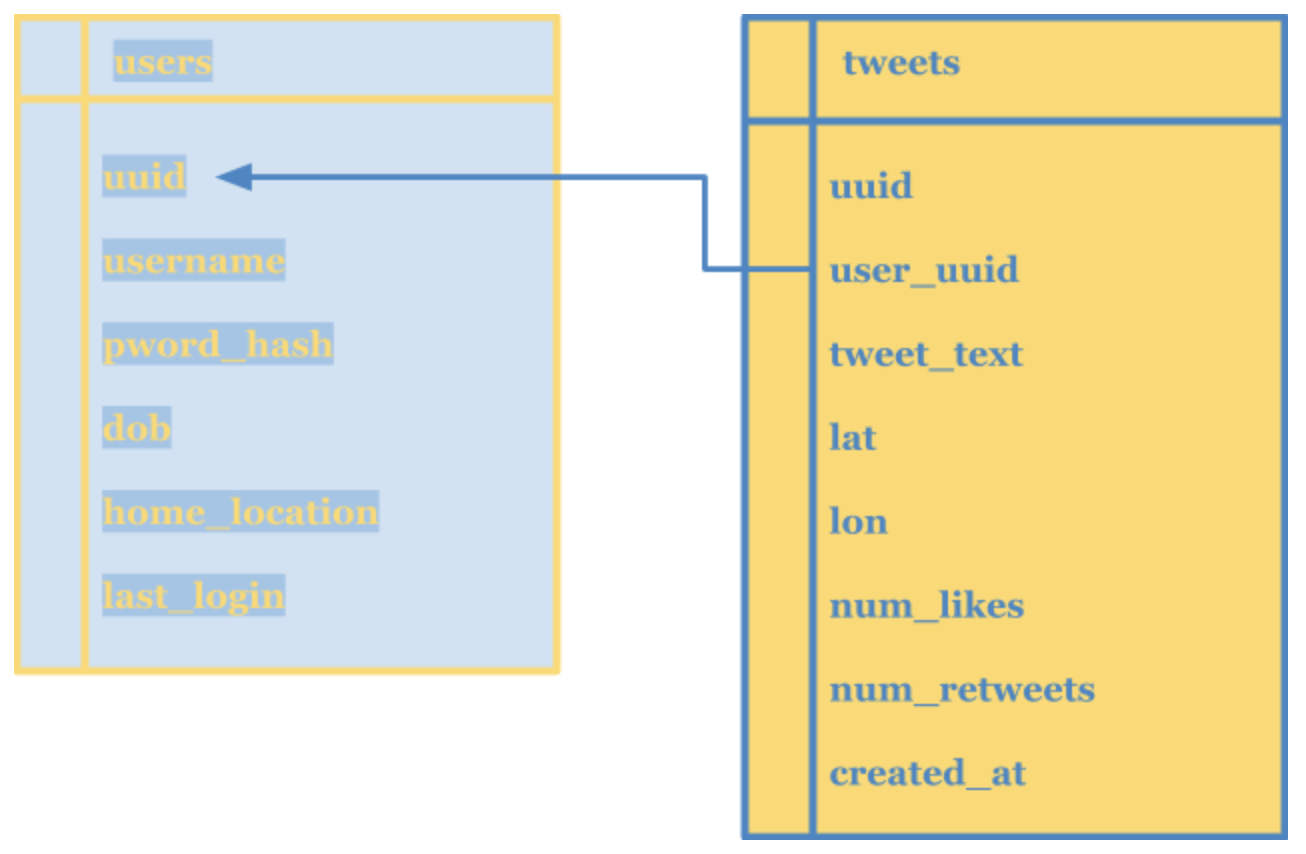 users
uuid
username
pword_hash
dob
home_location
last_login
tweets
uuid
user_uuid
tweet_text
lat
lon
num_likes
num_retweets
created_at